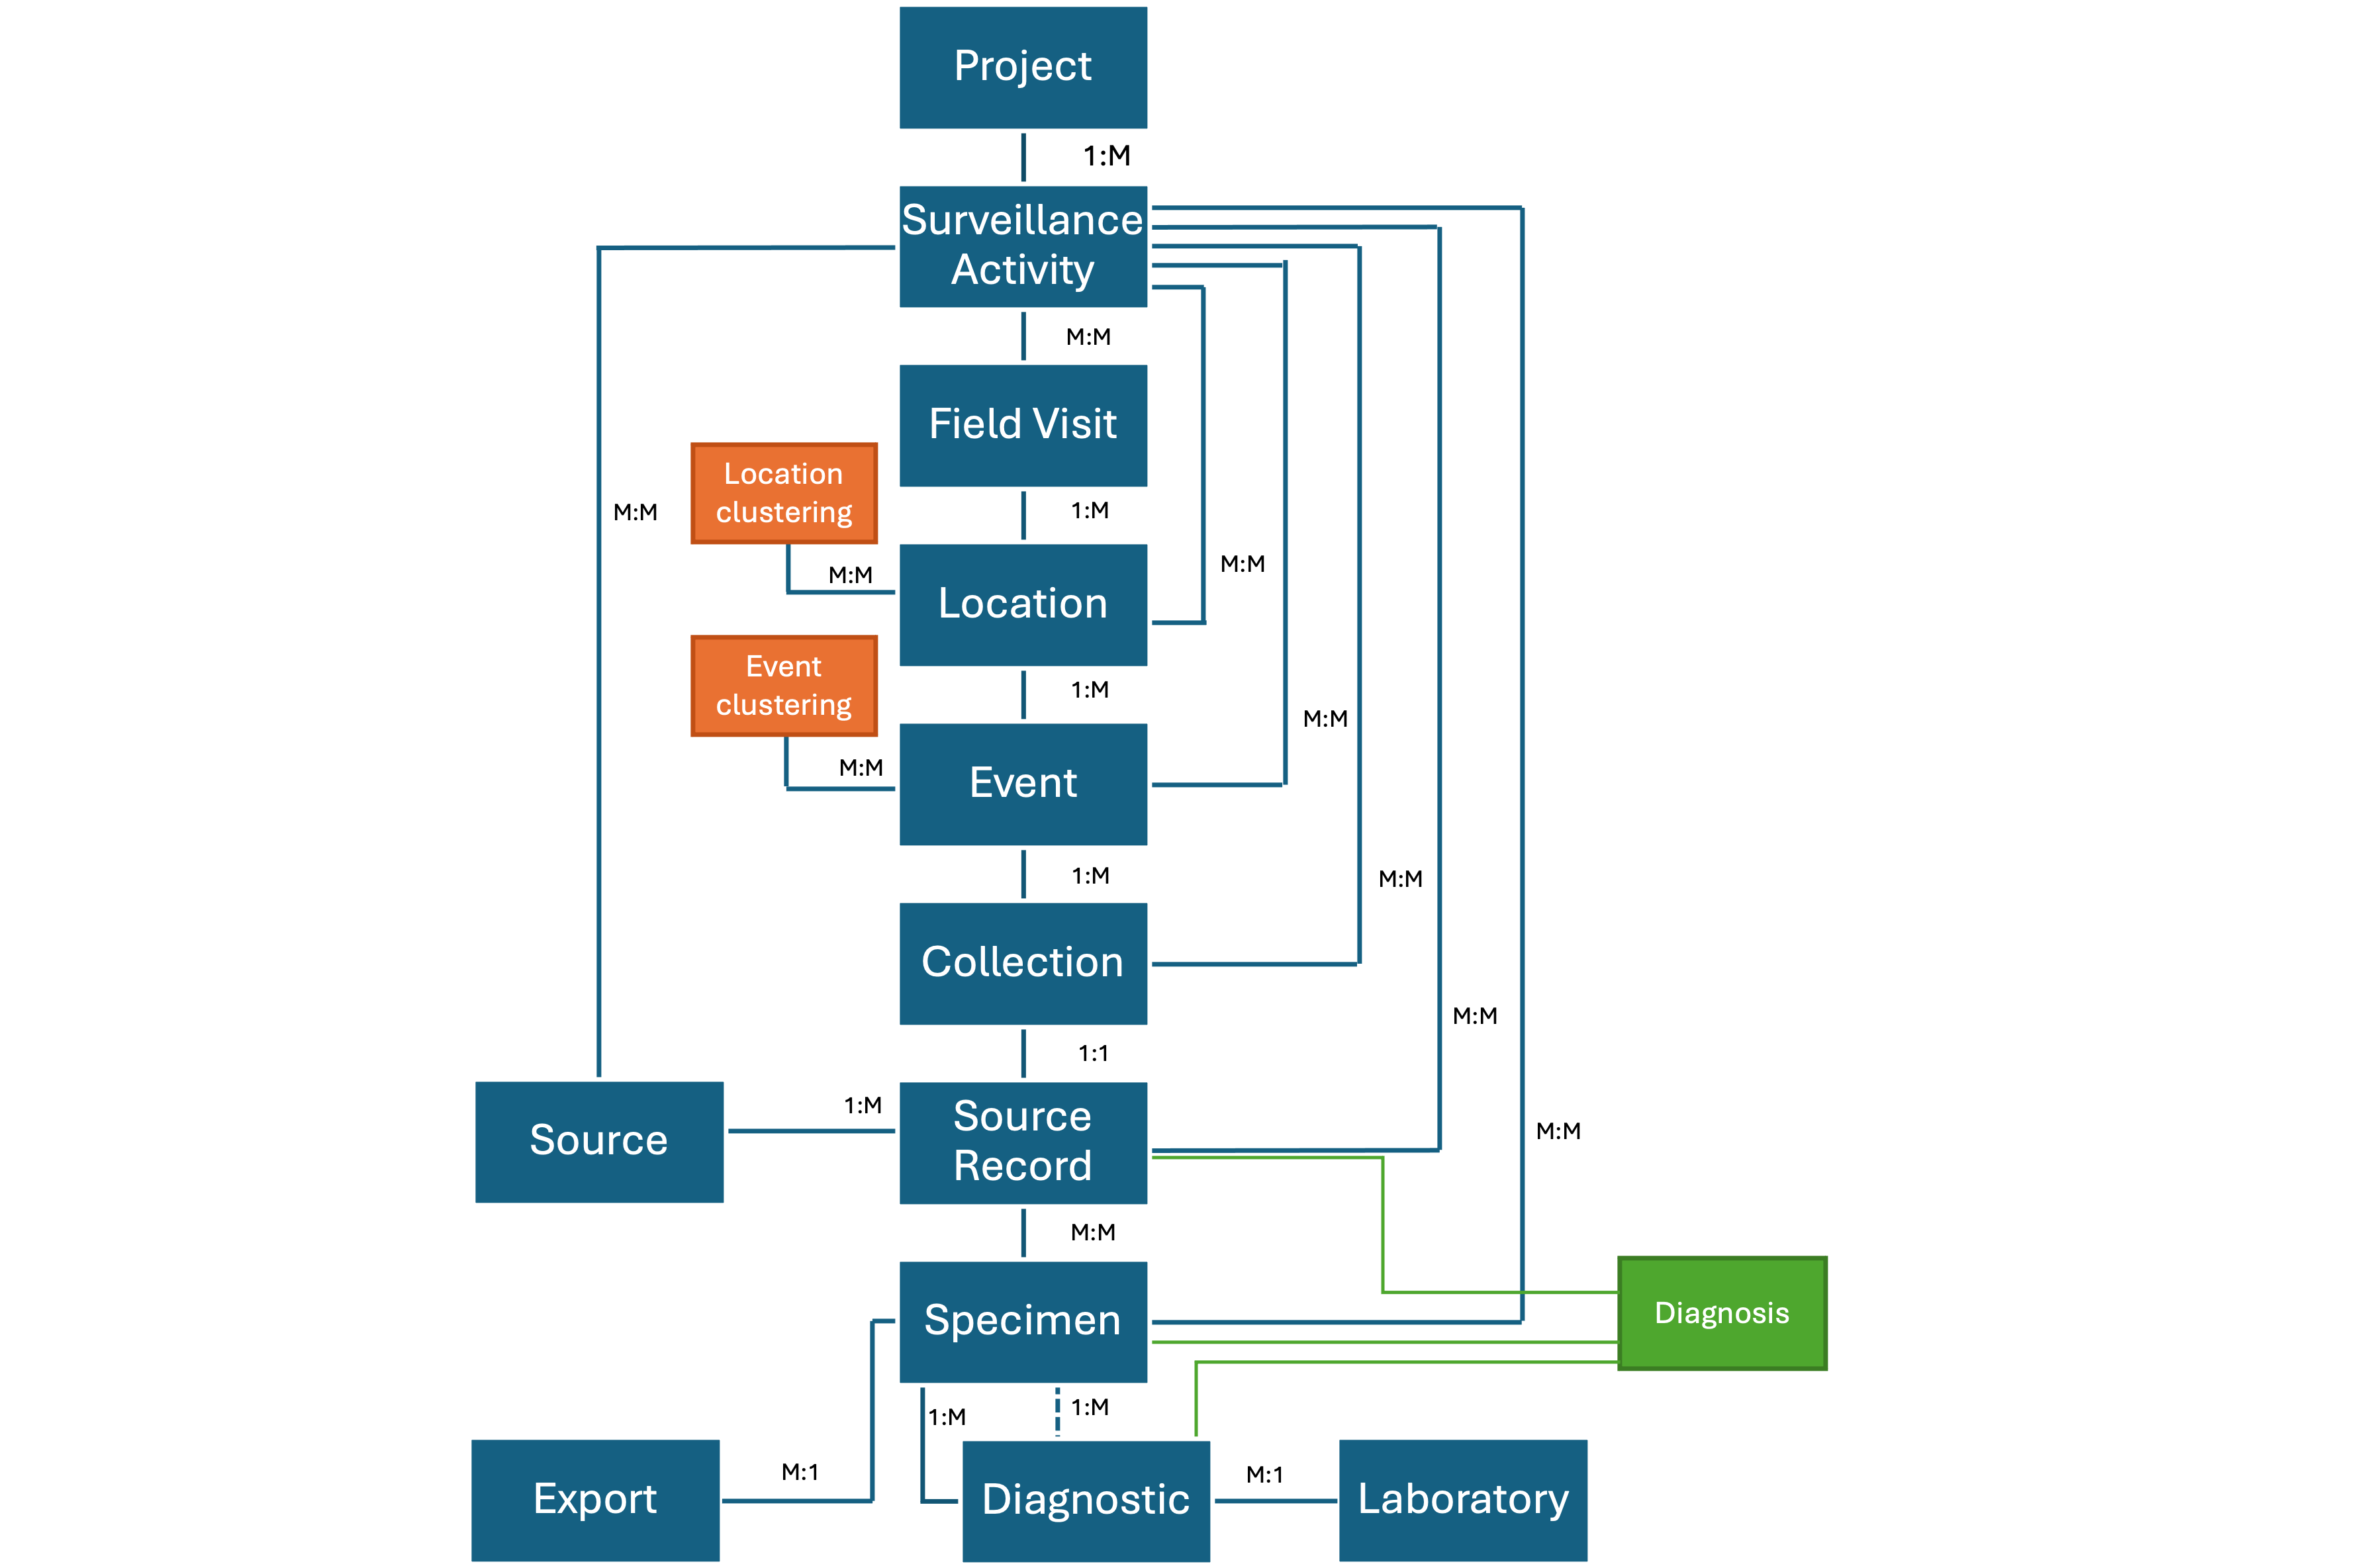 Project
1:M
Surveillance
Activity
M:M
Field Visit
Location
clustering
M:M
1:M
M:M
M:M
Location
Event
clustering
1:M
M:M
M:M
Event
1:M
M:M
Collection
M:M
1:1
Source
1:M
Source
Record
M:M
M:M
Specimen
Diagnosis
1:M
1:M
Export
M:1
Diagnostic
M:1
Laboratory